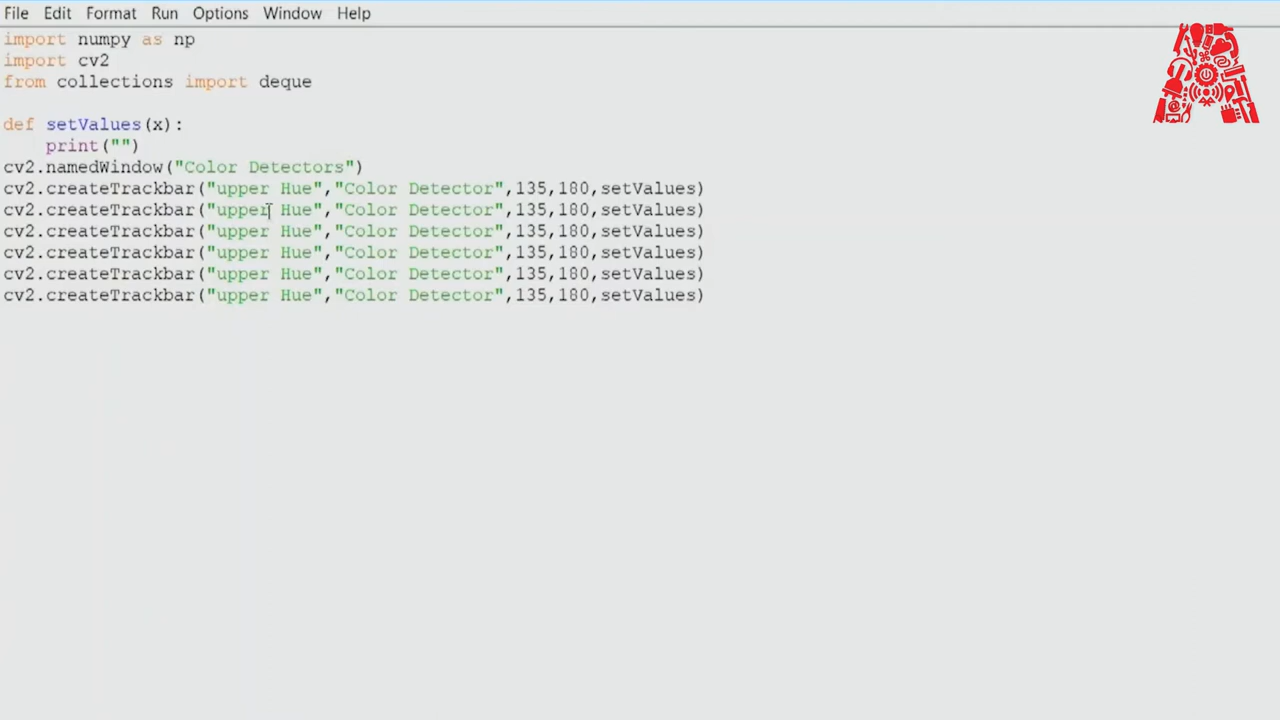 File Edit Format Run Options Window Help
import numpy as np
import cv2
from collections import deque
def setValues(x):
    print("")
cv2.namedWindow("Color Detectors")
cv2.createTrackbar("upper Hue","Color Detector",135,180,setValues)
cv2.createTrackbar("upper Hue","Color Detector",135,180,setValues)
cv2.createTrackbar("upper Hue","Color Detector",135,180,setValues)
cv2.createTrackbar("upper Hue","Color Detector",135,180,setValues)
cv2.createTrackbar("upper Hue","Color Detector",135,180,setValues)
cv2.createTrackbar("upper Hue","Color Detector",135,180,setValues)